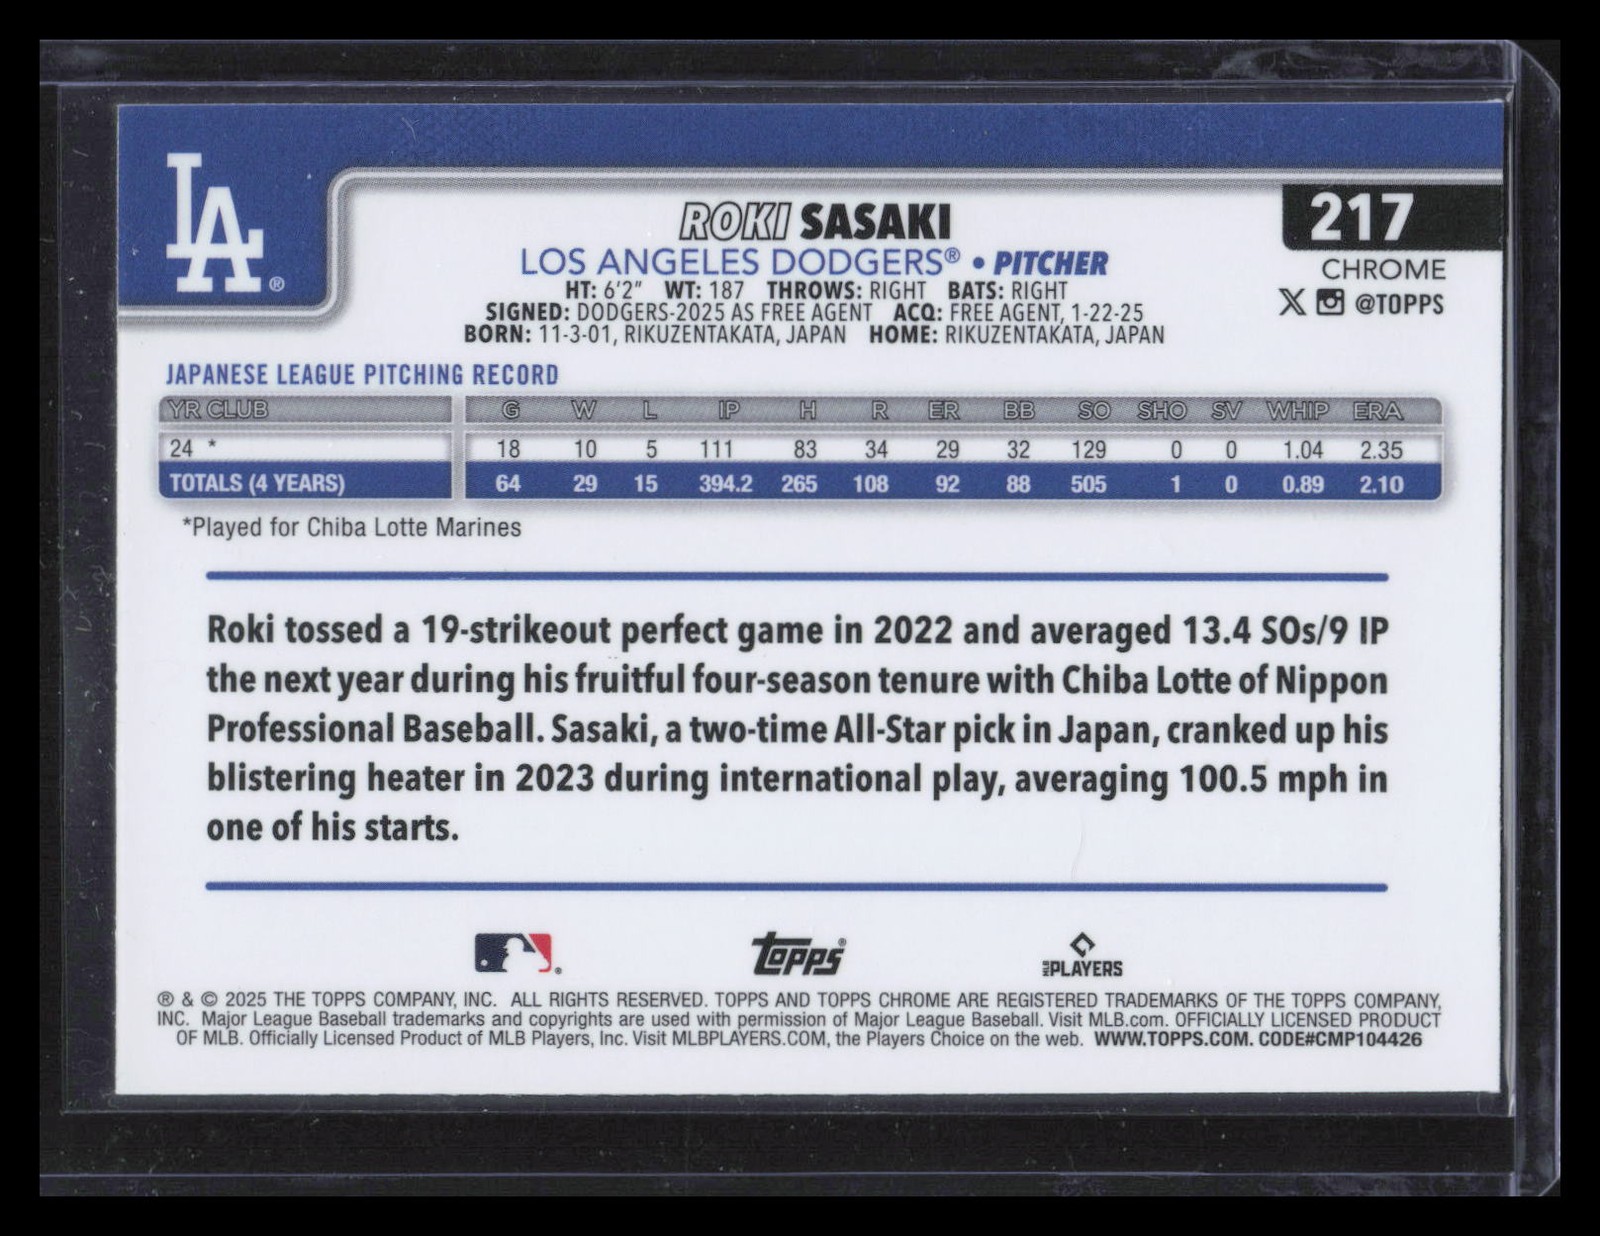 LA®
ROKI SASAKI
217
LOS ANGELES DODGERS® • PITCHER
CHROME
HT: 6'2" WT: 187 THROWS: RIGHT BATS: RIGHT
SIGNED: DODGERS-2025 AS FREE AGENT ACQ: FREE AGENT, 1-22-25
X @TOPPS
BORN: 11-3-01, RIKUZENTAKATA, JAPAN HOME: RIKUZENTAKATA, JAPAN
JAPANESE LEAGUE PITCHING RECORD
YR CLUB G W L IP H R ER BB SO SHO SV WHIP ERA
24 * 18 10 5 111 83 34 29 32 129 0 0 1.04 2.35
TOTALS (4 YEARS) 64 29 15 394.2 265 108 92 88 505 1 0 0.89 2.10
*Played for Chiba Lotte Marines
Roki tossed a 19-strikeout perfect game in 2022 and averaged 13.4 SOs/9 IP
the next year during his fruitful four-season tenure with Chiba Lotte of Nippon
Professional Baseball. Sasaki, a two-time All-Star pick in Japan, cranked up his
blistering heater in 2023 during international play, averaging 100.5 mph in
one of his starts.
TOPPS®
MLB PLAYERS
® & © 2025 THE TOPPS COMPANY, INC. ALL RIGHTS RESERVED. TOPPS AND TOPPS CHROME ARE REGISTERED TRADEMARKS OF THE TOPPS COMPANY,
INC. Major League Baseball trademarks and copyrights are used with permission of Major League Baseball. Visit MLB.com. OFFICIALLY LICENSED PRODUCT
OF MLB. Officially Licensed Product of MLB Players, Inc. Visit MLBPLAYERS.COM, the Players Choice on the web. WWW.TOPPS.COM. CODE#CMP104426